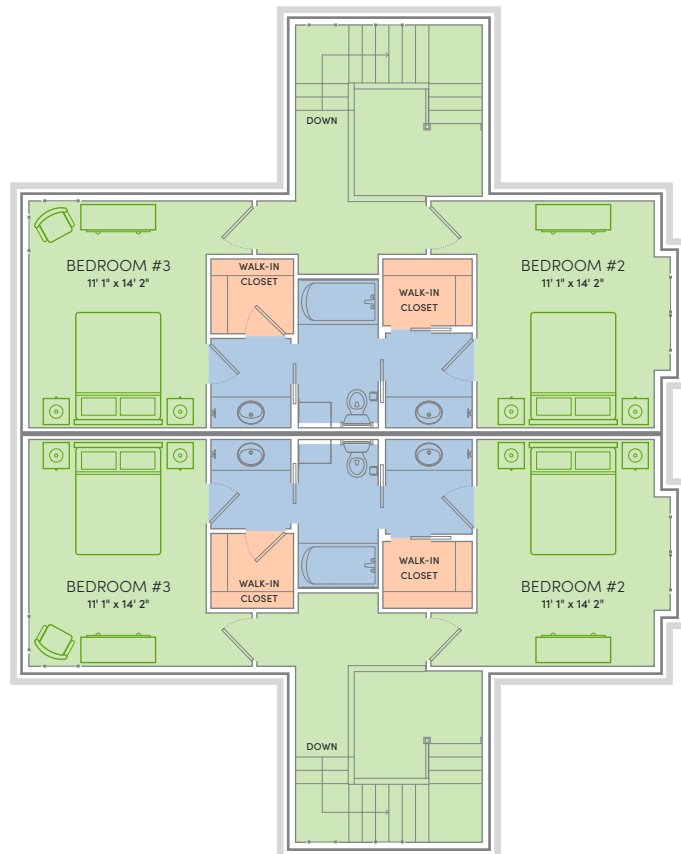 DOWN
BEDROOM #3
11' 1" x 14' 2"
WALK-IN
CLOSET
WALK-IN
CLOSET
BEDROOM #2
11' 1" x 14' 2"
BEDROOM #3
11' 1" x 14' 2"
WALK-IN
CLOSET
WALK-IN
CLOSET
BEDROOM #2
11' 1" x 14' 2"
DOWN